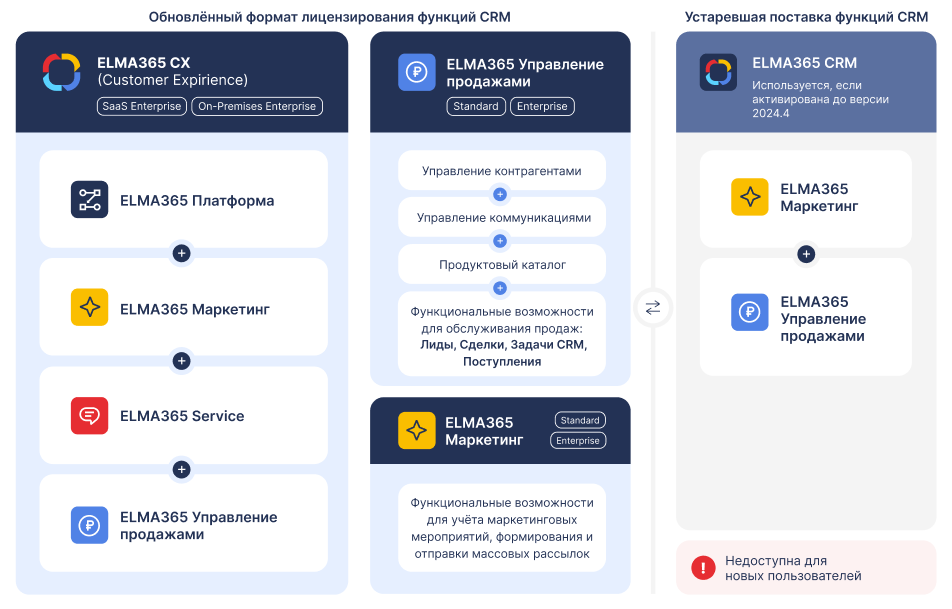 Обновлённый формат лицензирования функций CRM
ELMA365 CX
(Customer Expirience)
SaaS Enterprise
On-Premises Enterprise
ELMA365 Платформа
+
ELMA365 Маркетинг
+
ELMA365 Service
+
ELMA365 Управление
продажами
ELMA365 Управление
продажами
Standard
Enterprise
Управление контрагентами
+
Управление коммуникациями
+
Продуктовый каталог
+
Функциональные возможности
для обслуживания продаж:
Лиды, Сделки, Задачи CRM,
Поступления
ELMA365
Маркетинг
Standard
Enterprise
Функциональные возможности
для учёта маркетинговых
мероприятий, формирования и
отправки массовых рассылок
Устаревшая поставка функций CRM
ELMA365 CRM
Используется, если
активирована до версии
2024.4
ELMA365
Маркетинг
+
ELMA365
Управление
продажами
Недоступна для
новых пользователей